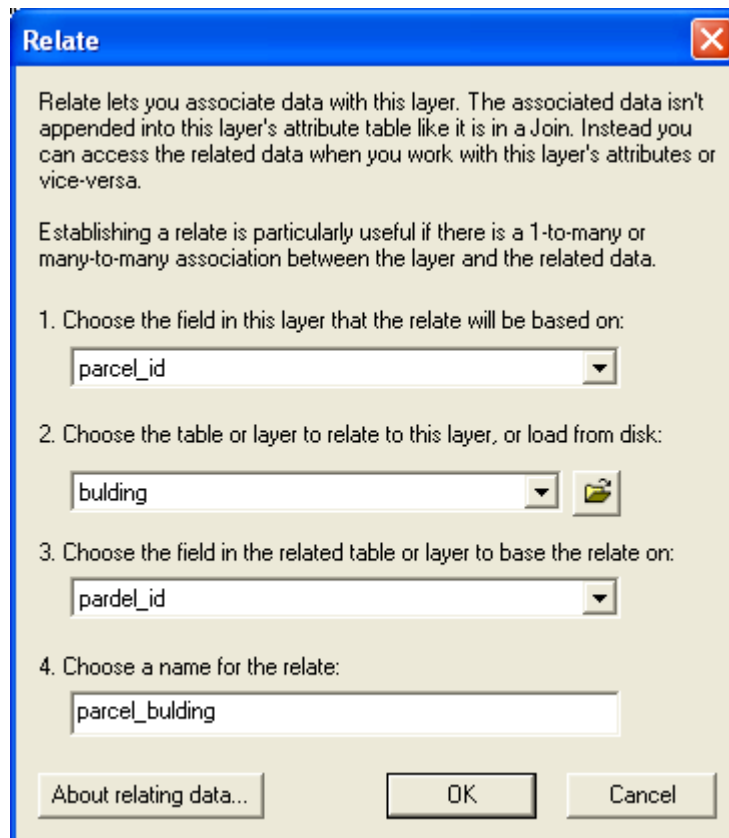 Relate
Relate lets you associate data with this layer. The associated data isn't
appended into this layer's attribute table like it is in a Join. Instead you
can access the related data when you work with this layer's attributes or
vice-versa.
Establishing a relate is particularly useful if there is a 1-to-many or
many-to-many association between the layer and the related data.
1. Choose the field in this layer that the relate will be based on:
parcel_id
2. Choose the table or layer to relate to this layer, or load from disk:
bulding
3. Choose the field in the related table or layer to base the relate on:
pardel_id
4. Choose a name for the relate:
parcel_bulding
About relating data... OK Cancel